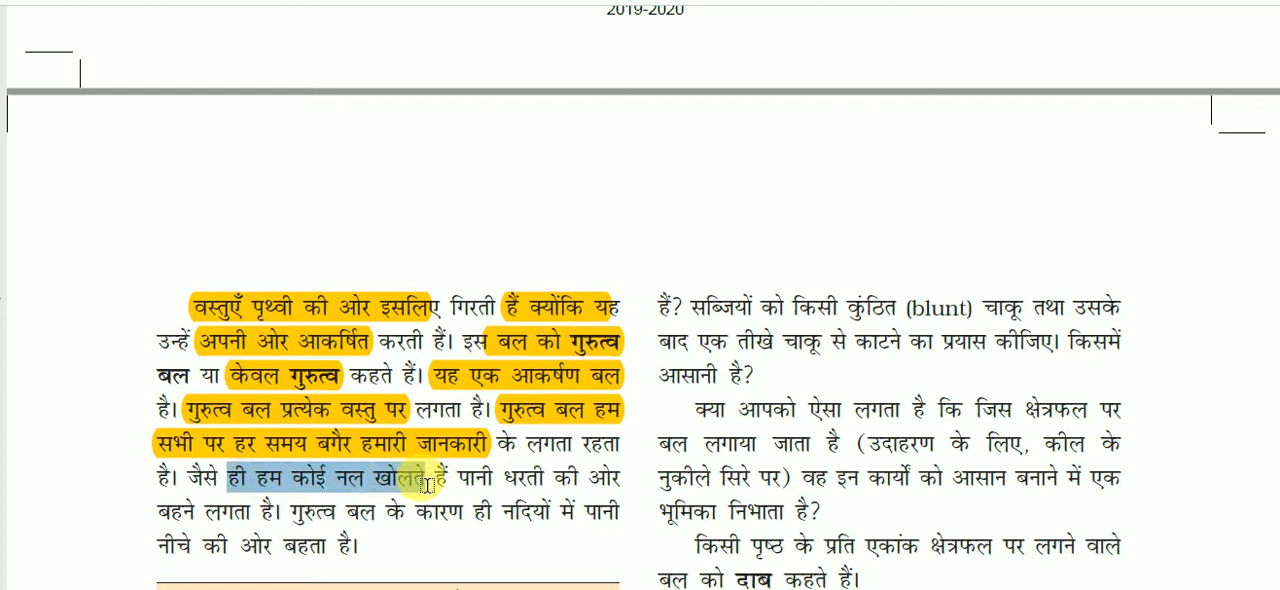 2019-2020
वस्तुएँ पृथ्वी की ओर इसलिए गिरती हैं क्योंकि यह
उन्हें अपनी ओर आकर्षित करती हैं। इस बल को गुरुत्व
बल या केवल गुरुत्व कहते हैं। यह एक आकर्षण बल
है। गुरुत्व बल प्रत्येक वस्तु पर लगता है। गुरुत्व बल हम
सभी पर हर समय बगैर हमारी जानकारी के लगता रहता
है। जैसे ही हम कोई नल खोलते हैं पानी धरती की ओर
बहने लगता है। गुरुत्व बल के कारण ही नदियों में पानी
नीचे की ओर बहता है।
हैं? सब्जियों को किसी कुंठित (blunt) चाकू तथा उसके
बाद एक तीखे चाकू से काटने का प्रयास कीजिए। किसमें
आसानी है?
क्या आपको ऐसा लगता है कि जिस क्षेत्रफल पर
बल लगाया जाता है (उदाहरण के लिए, कील के
नुकीले सिरे पर) वह इन कार्यों को आसान बनाने में एक
भूमिका निभाता है?
किसी पृष्ठ के प्रति एकांक क्षेत्रफल पर लगने वाले
बल को दाब कहते हैं।